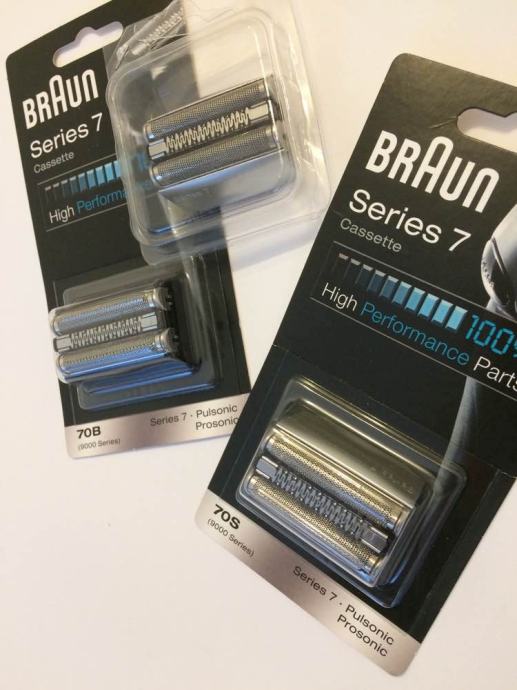 BRAUN
Series 7
Cassette
High Performance
70B
(9000 Series)
Series 7 · Pulsonic
Prosonic
BRAUN
Series 7
Cassette
100%
High Performance Parts
70S
(9000 Series)
Series 7 · Pulsonic
Prosonic